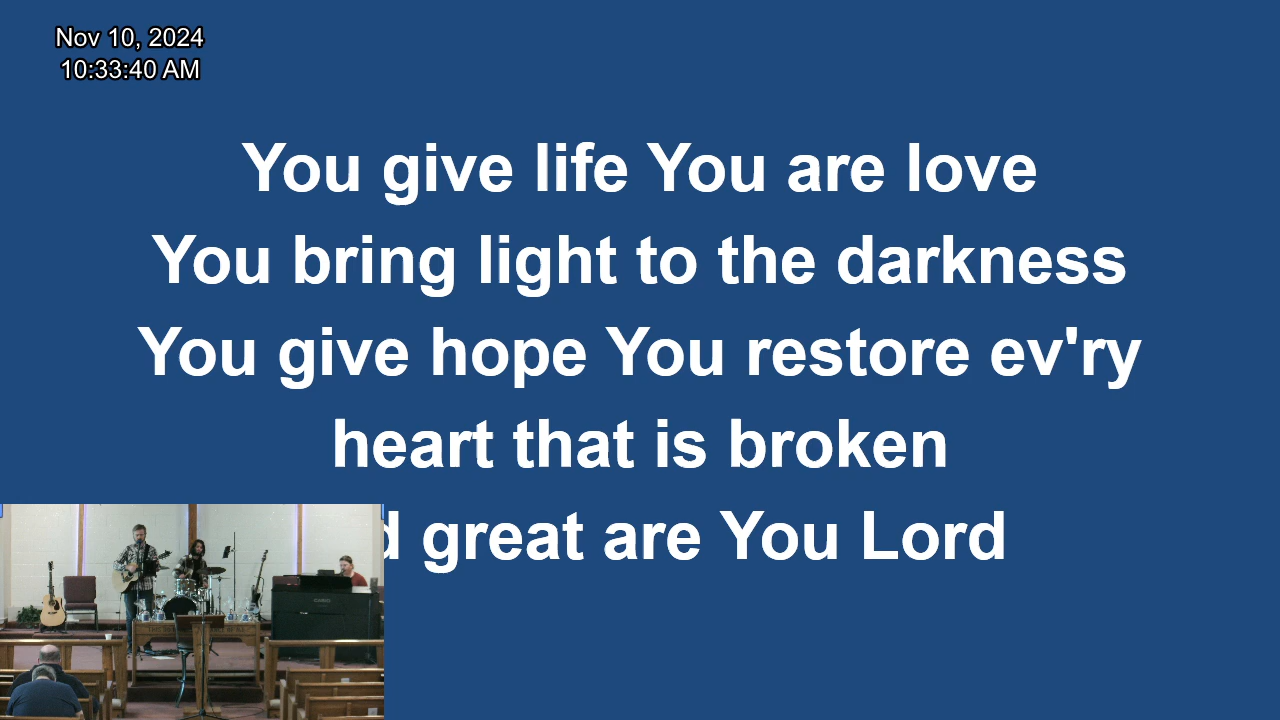 Nov 10, 2024
10:33:40 AM
You give life You are love
You bring light to the darkness
You give hope You restore ev'ry
heart that is broken
great are You Lord
CASIO